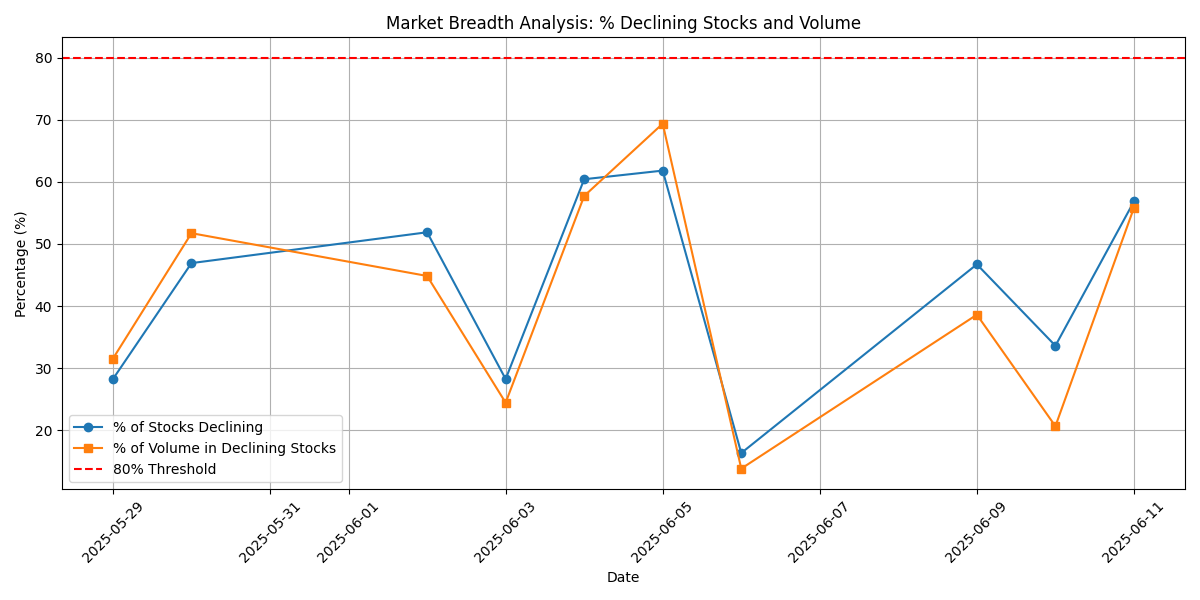 Market Breadth Analysis: % Declining Stocks and Volume
Percentage (%)
80
70
60
50
40
30
20
% of Stocks Declining
% of Volume in Declining Stocks
80% Threshold
2025-05-29
2025-05-31
2025-06-01
2025-06-03
2025-06-05
2025-06-07
2025-06-09
2025-06-11
Date